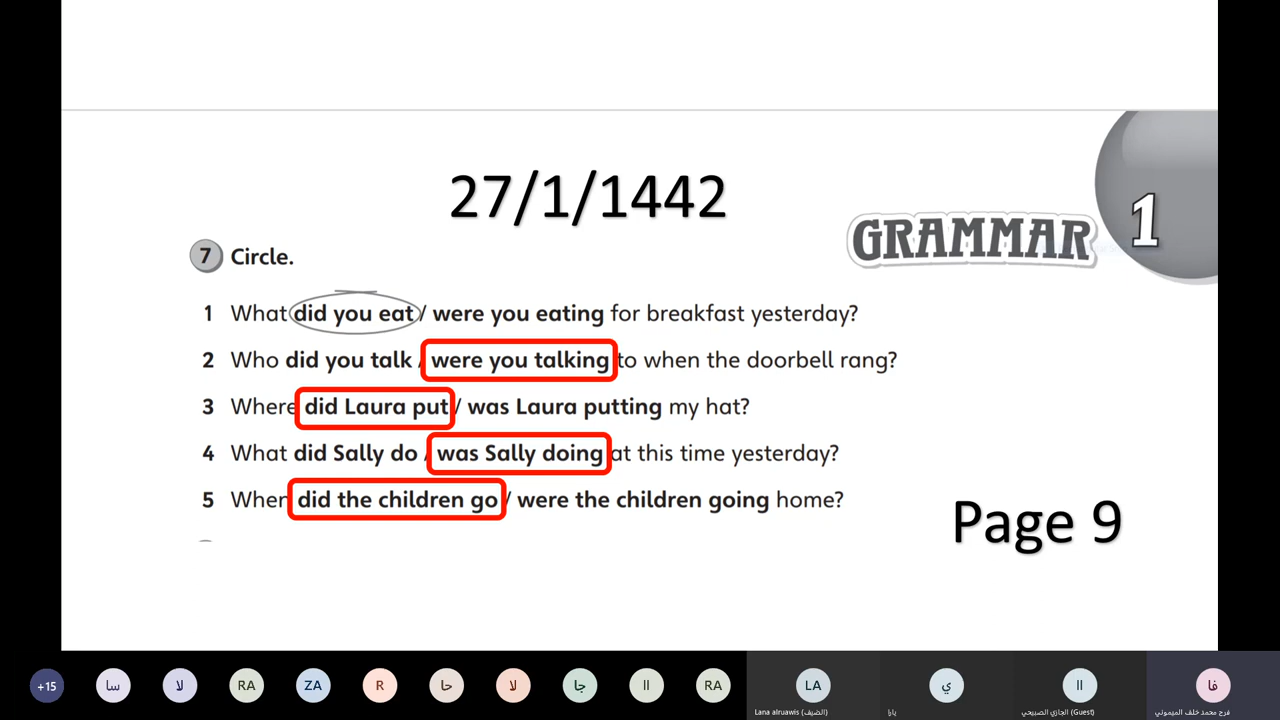 27/1/1442
GRAMMAR 1
7 Circle.
1 What did you eat / were you eating for breakfast yesterday?
2 Who did you talk / were you talking to when the doorbell rang?
3 Where did Laura put / was Laura putting my hat?
4 What did Sally do / was Sally doing at this time yesterday?
5 When did the children go / were the children going home?
Page 9
+15 سا لا RA ZA R حا لا جا اا RA LA ي اا فا
Lana alruawis (الضيف) يارا الجازي الصبيحي (Guest) فرح محمد خلف الميموني